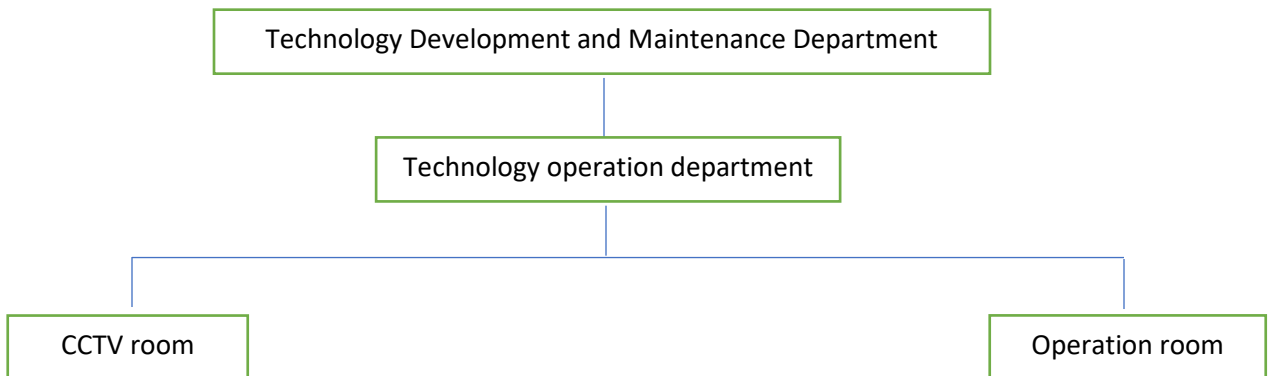 Technology Development and Maintenance Department
Technology operation department
CCTV room
Operation room